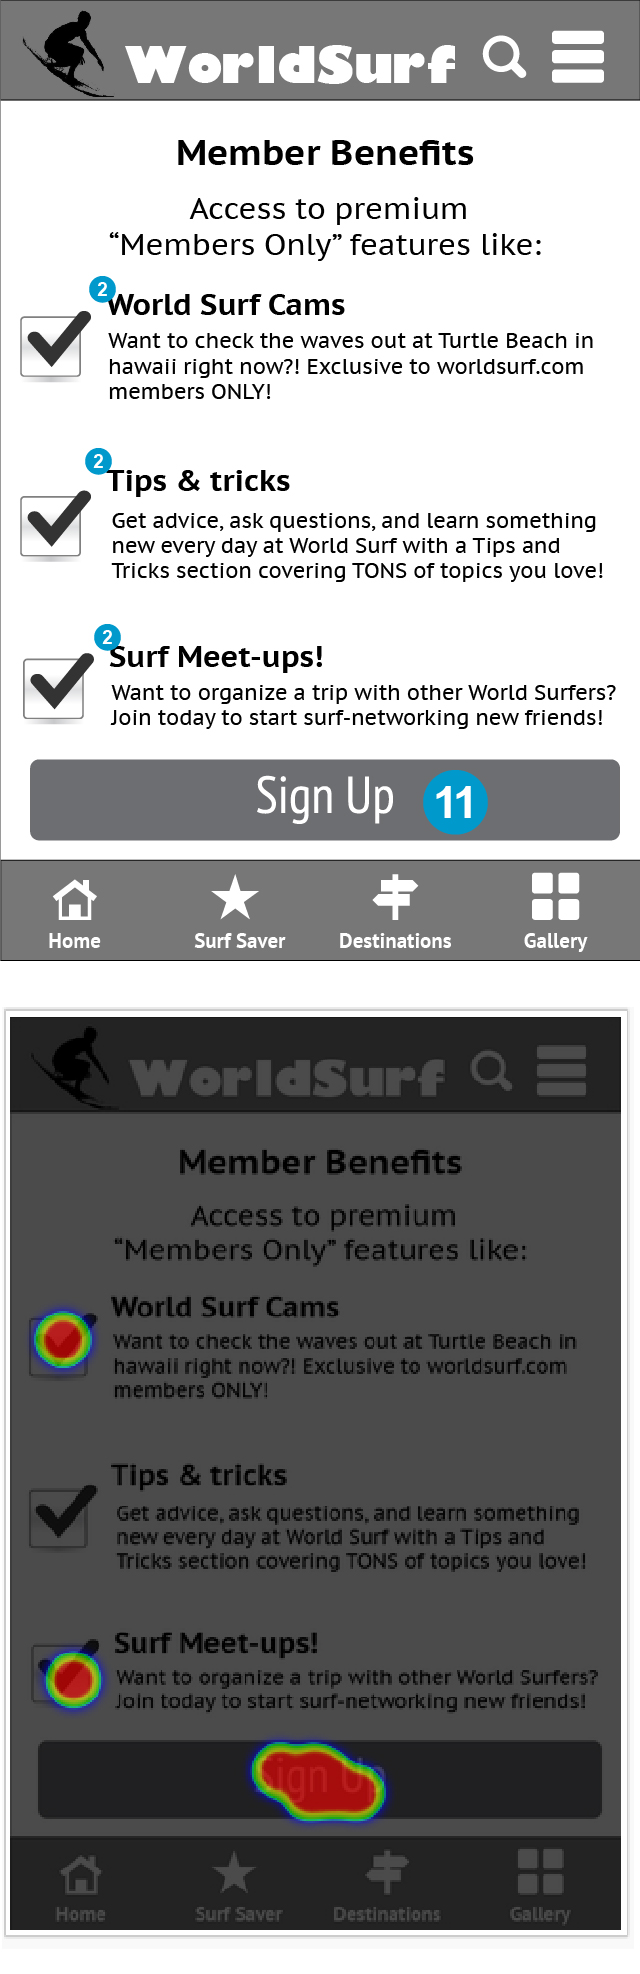 WorldSurf
Member Benefits
Access to premium
“Members Only” features like:
2
World Surf Cams
Want to check the waves out at Turtle Beach in
hawaii right now?! Exclusive to worldsurf.com
members ONLY!
2
Tips & tricks
Get advice, ask questions, and learn something
new every day at World Surf with a Tips and
Tricks section covering TONS of topics you love!
2
Surf Meet-ups!
Want to organize a trip with other World Surfers?
Join today to start surf-networking new friends!
Sign Up 11
Home Surf Saver Destinations Gallery
WorldSurf
Member Benefits
Access to premium
“Members Only” features like:
World Surf Cams
Want to check the waves out at Turtle Beach in
hawaii right now?! Exclusive to worldsurf.com
members ONLY!
Tips & tricks
Get advice, ask questions, and learn something
new every day at World Surf with a Tips and
Tricks section covering TONS of topics you love!
Surf Meet-ups!
Want to organize a trip with other World Surfers?
Join today to start surf-networking new friends!
Sign Up
Home Surf Saver Destinations Gallery